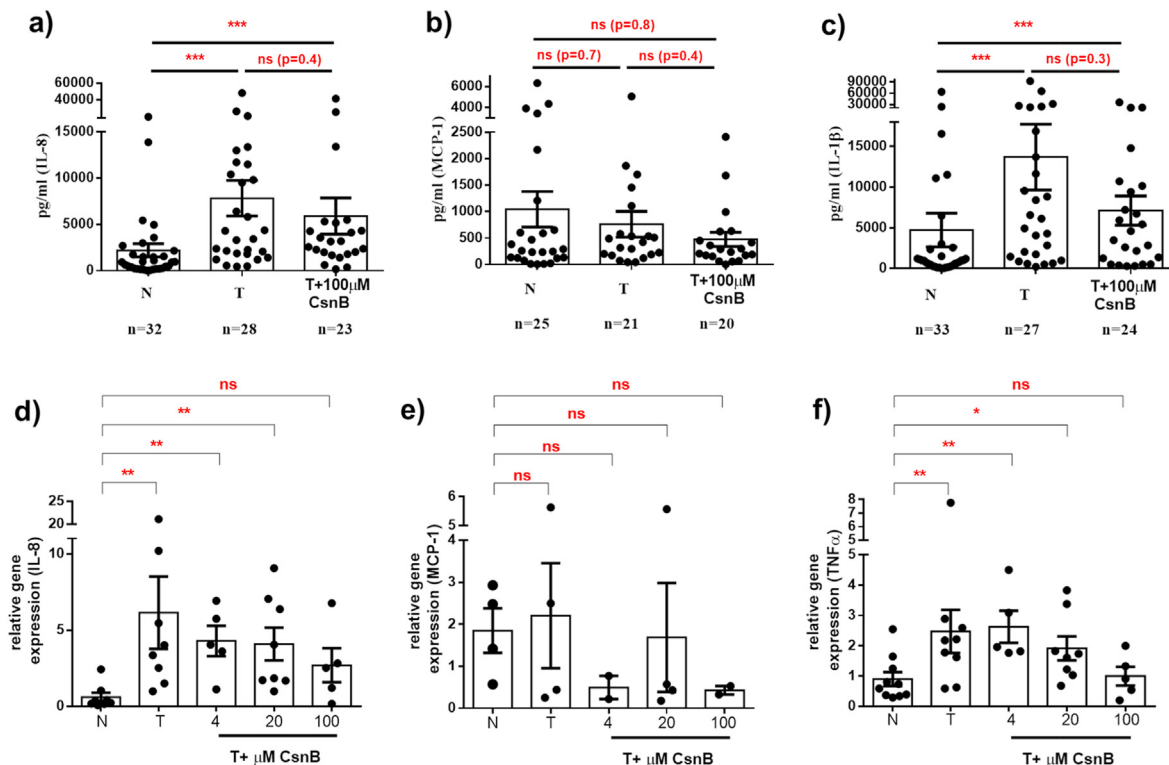 a)
***
***
ns (p=0.4)
60000
40000
20000
15000
10000
5000
0
pg/ml (IL-8)
N
T
T+100μM
CsnB
n=32
n=28
n=23
b)
ns (p=0.8)
ns (p=0.7)
ns (p=0.4)
6000
4000
2500
2000
1500
1000
500
0
pg/ml (MCP-1)
N
T
T+100μM
CsnB
n=25
n=21
n=20
c)
***
***
ns (p=0.3)
90000
60000
30000
15000
10000
5000
0
pg/ml (IL-1β)
N
T
T+100μM
CsnB
n=33
n=27
n=24
d)
ns
**
**
**
25
20
10
5
0
relative gene
expression (IL-8)
N
T
4
20
100
T+ μM CsnB
e)
ns
ns
ns
ns
6
5
4
3
2
1
0
relative gene
expression (MCP-1)
N
T
4
20
100
T+ μM CsnB
f)
ns
*
**
**
8
7
6
5
4
3
2
1
0
relative gene
expression (TNFα)
N
T
4
20
100
T+ μM CsnB